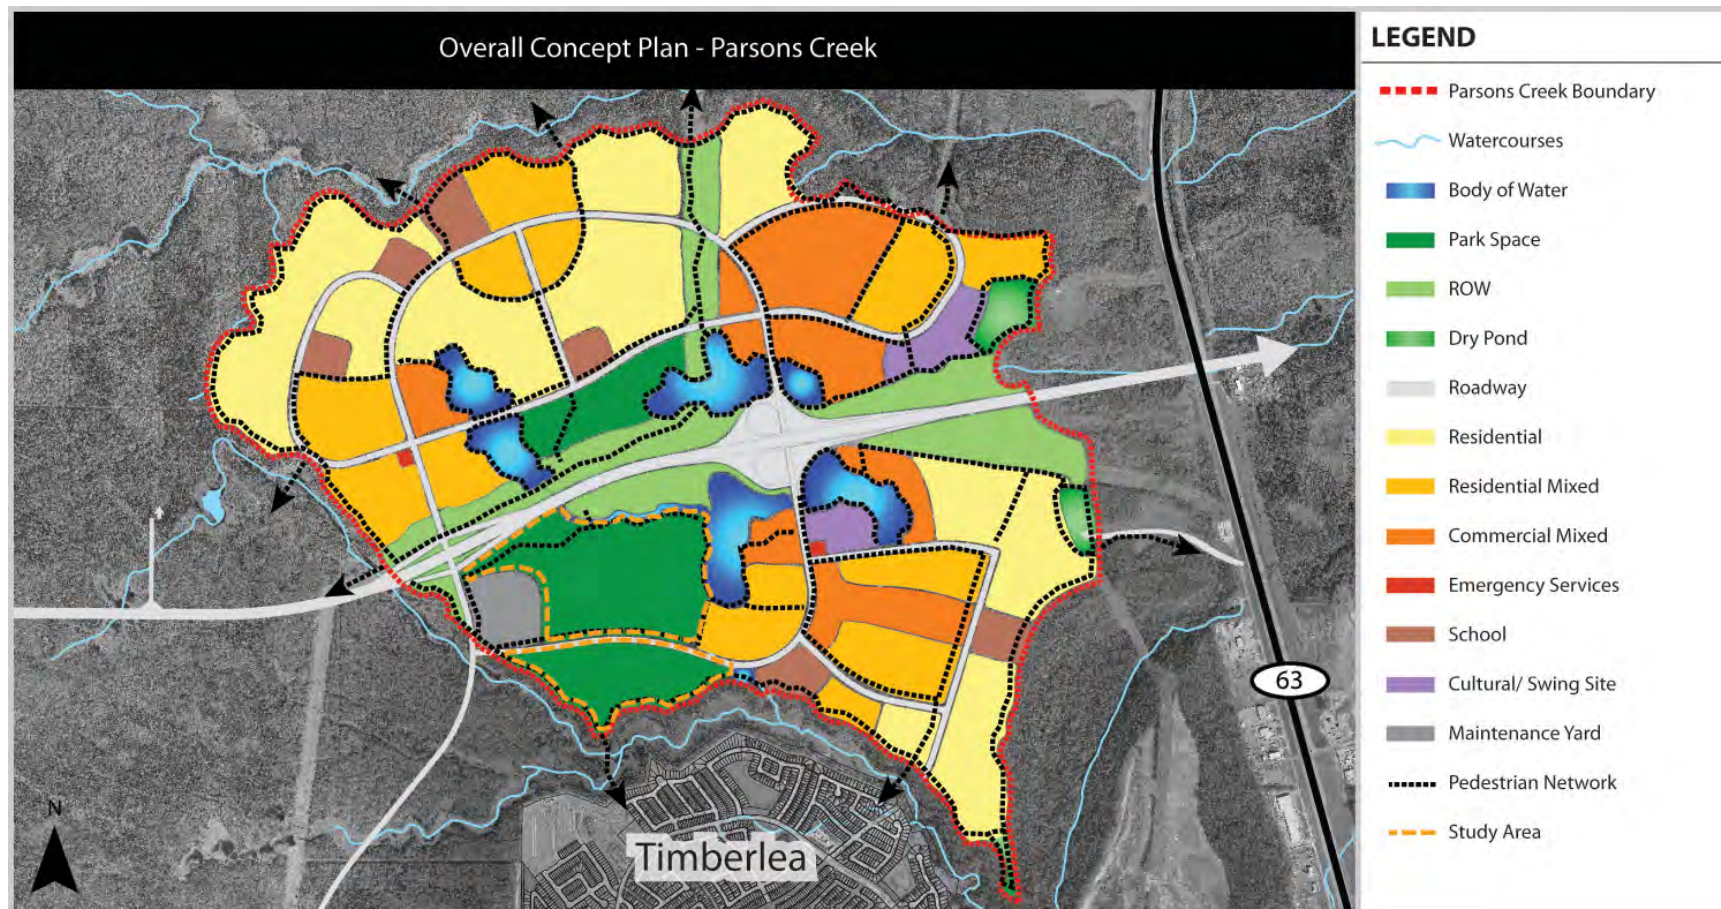 Overall Concept Plan - Parsons Creek
LEGEND
Parsons Creek Boundary
Watercourses
Body of Water
Park Space
ROW
Dry Pond
Roadway
Residential
Residential Mixed
Commercial Mixed
Emergency Services
School
Cultural/ Swing Site
Maintenance Yard
Pedestrian Network
Study Area
63
N
Timberlea